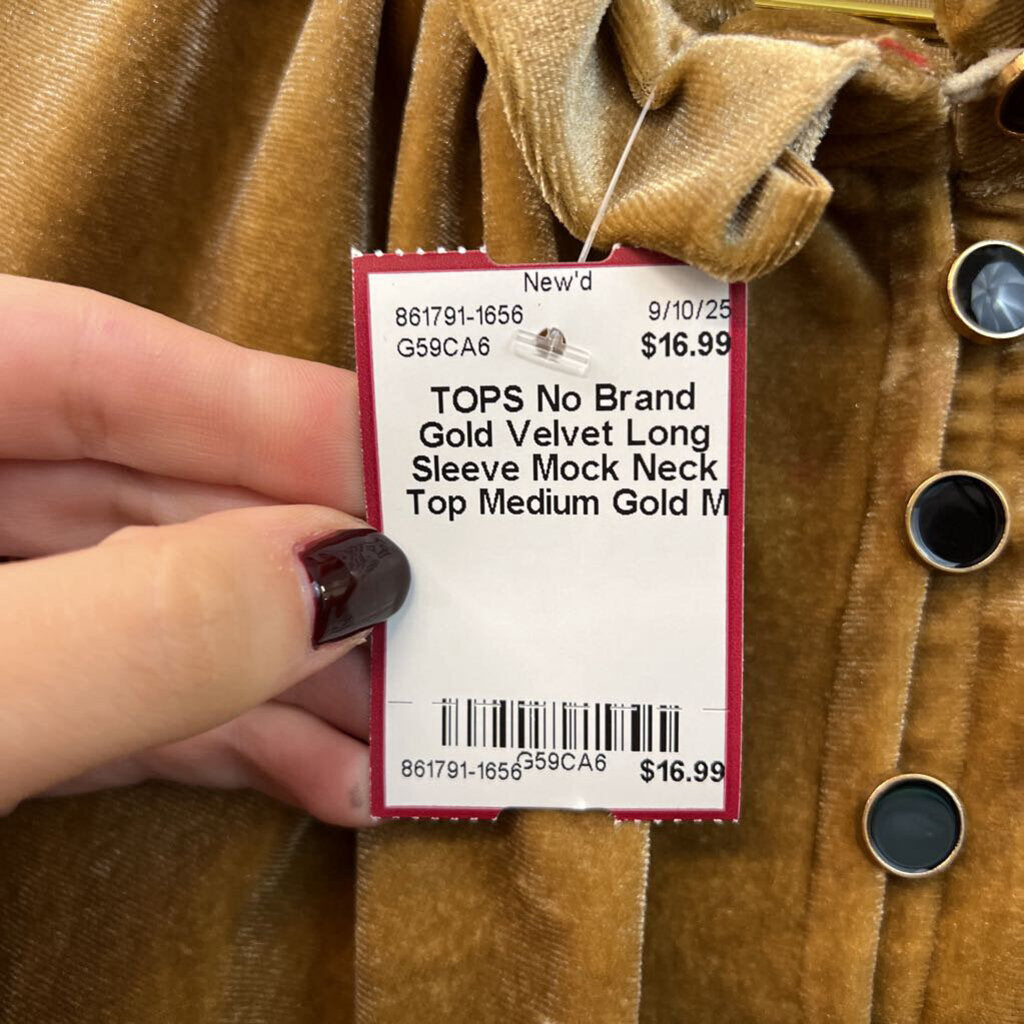 New'd
861791-1656 9/10/25
G59CA6 $16.99
TOPS No Brand
Gold Velvet Long
Sleeve Mock Neck
Top Medium Gold M
861791-1656 G59CA6 $16.99